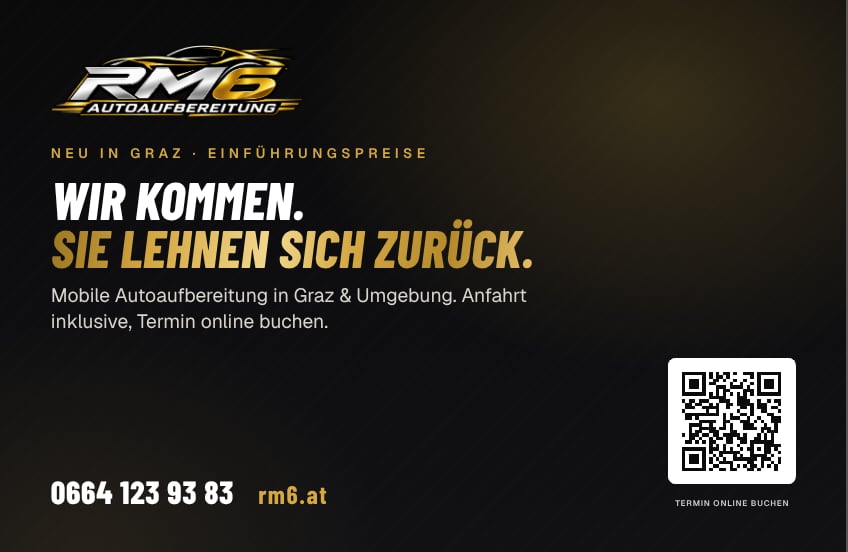 RM6
AUTOAUFBEREITUNG
NEU IN GRAZ · EINFÜHRUNGSPREISE
WIR KOMMEN.
SIE LEHNEN SICH ZURÜCK.
Mobile Autoaufbereitung in Graz & Umgebung. Anfahrt
inklusive, Termin online buchen.
0664 123 93 83 rm6.at
TERMIN ONLINE BUCHEN